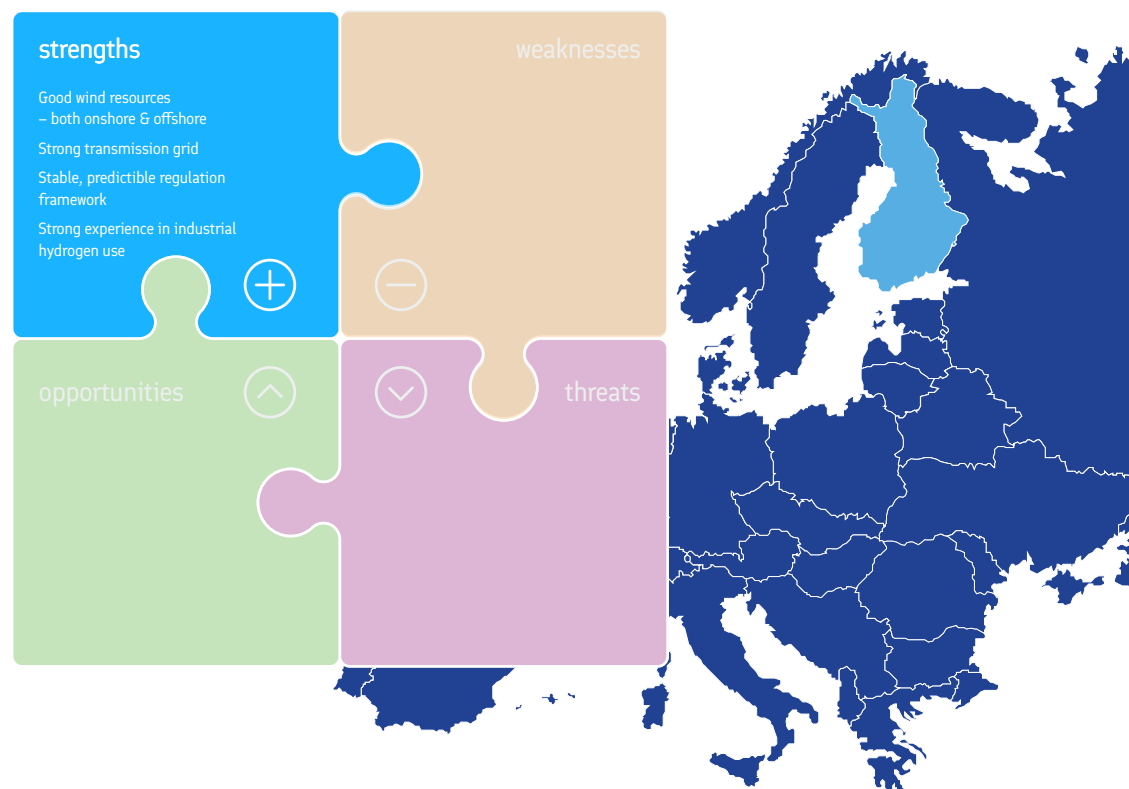 strengths
weaknesses
Good wind resources
– both onshore & offshore
Strong transmission grid
Stable, predictible regulation
framework
Strong experience in industrial
hydrogen use
opportunities
threats